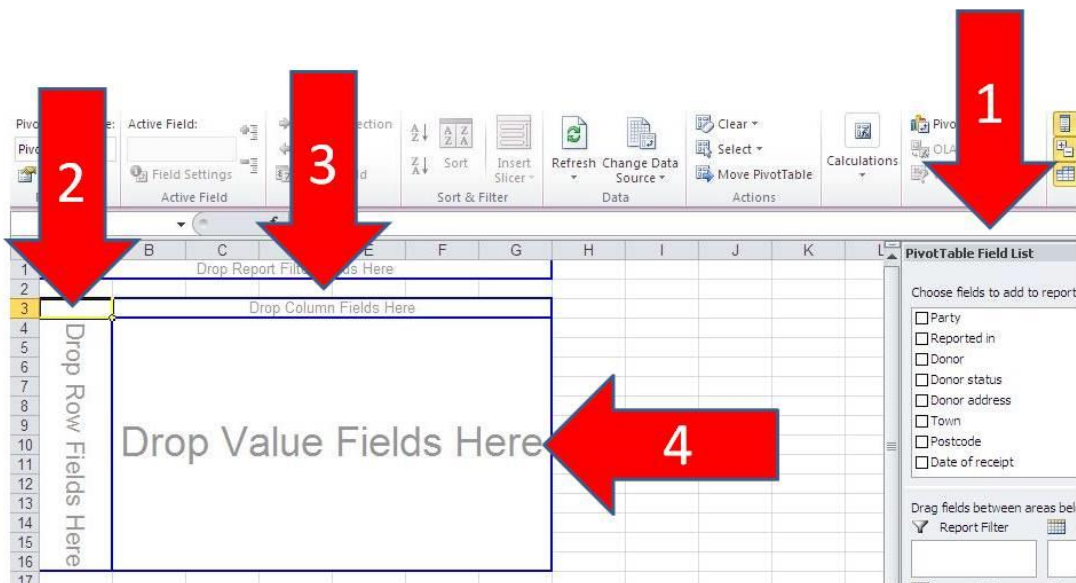 1
2
3
4
Active Field:
Field Settings
Active Field
Sort
Insert
Slicer
Sort & Filter
Refresh
Change Data
Source
Data
Clear
Select
Move PivotTable
Actions
Calculations
B C E F G H I J K L
1 Drop Report Filter Fields Here
2
3 Drop Column Fields Here
4
5
6
7
8
9
10
11
12
13
14
15
16
17
Drop Row Fields Here
Drop Value Fields Here
PivotTable Field List
Choose fields to add to report
Party
Reported in
Donor
Donor status
Donor address
Town
Postcode
Date of receipt
Drag fields between areas
Report Filter